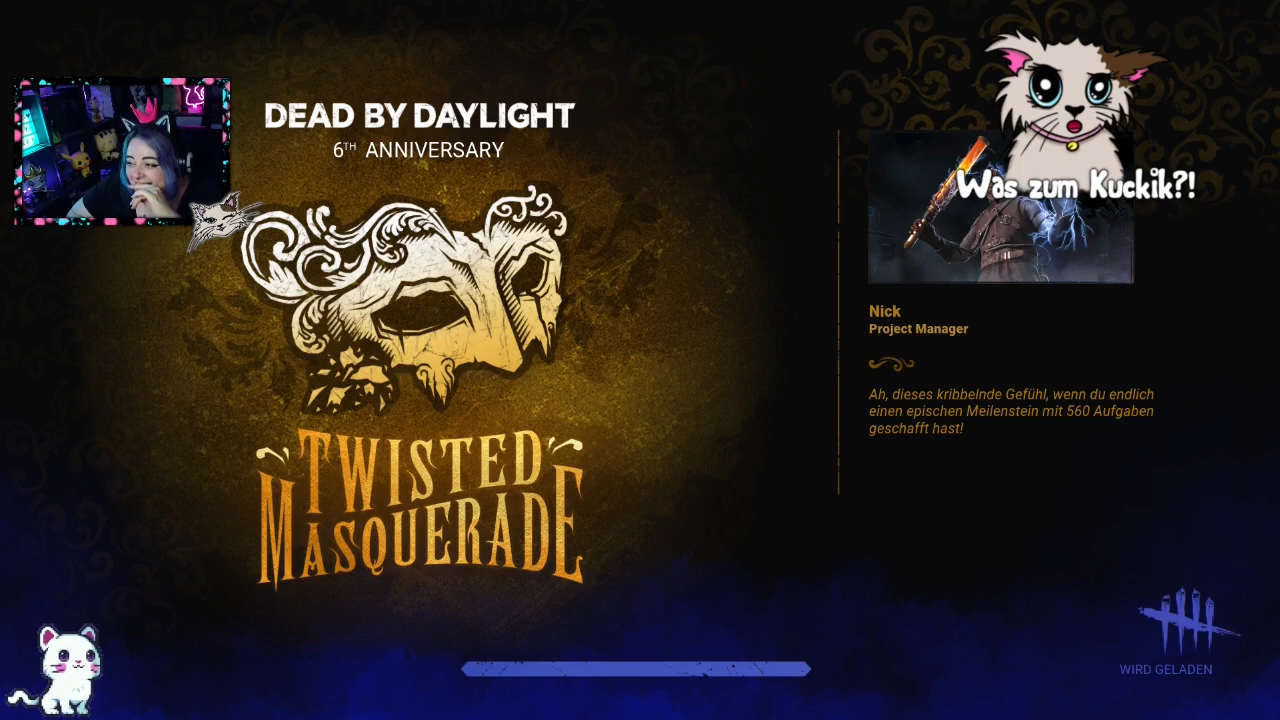 DEAD BY DAYLIGHT
6TH ANNIVERSARY
TWISTED
MASQUERADE
Was zum Kuckik?!
Nick
Project Manager
Ah, dieses kribbelnde Gefühl, wenn du endlich
einen epischen Meilenstein mit 560 Aufgaben
geschafft hast!
WIRD GELADEN